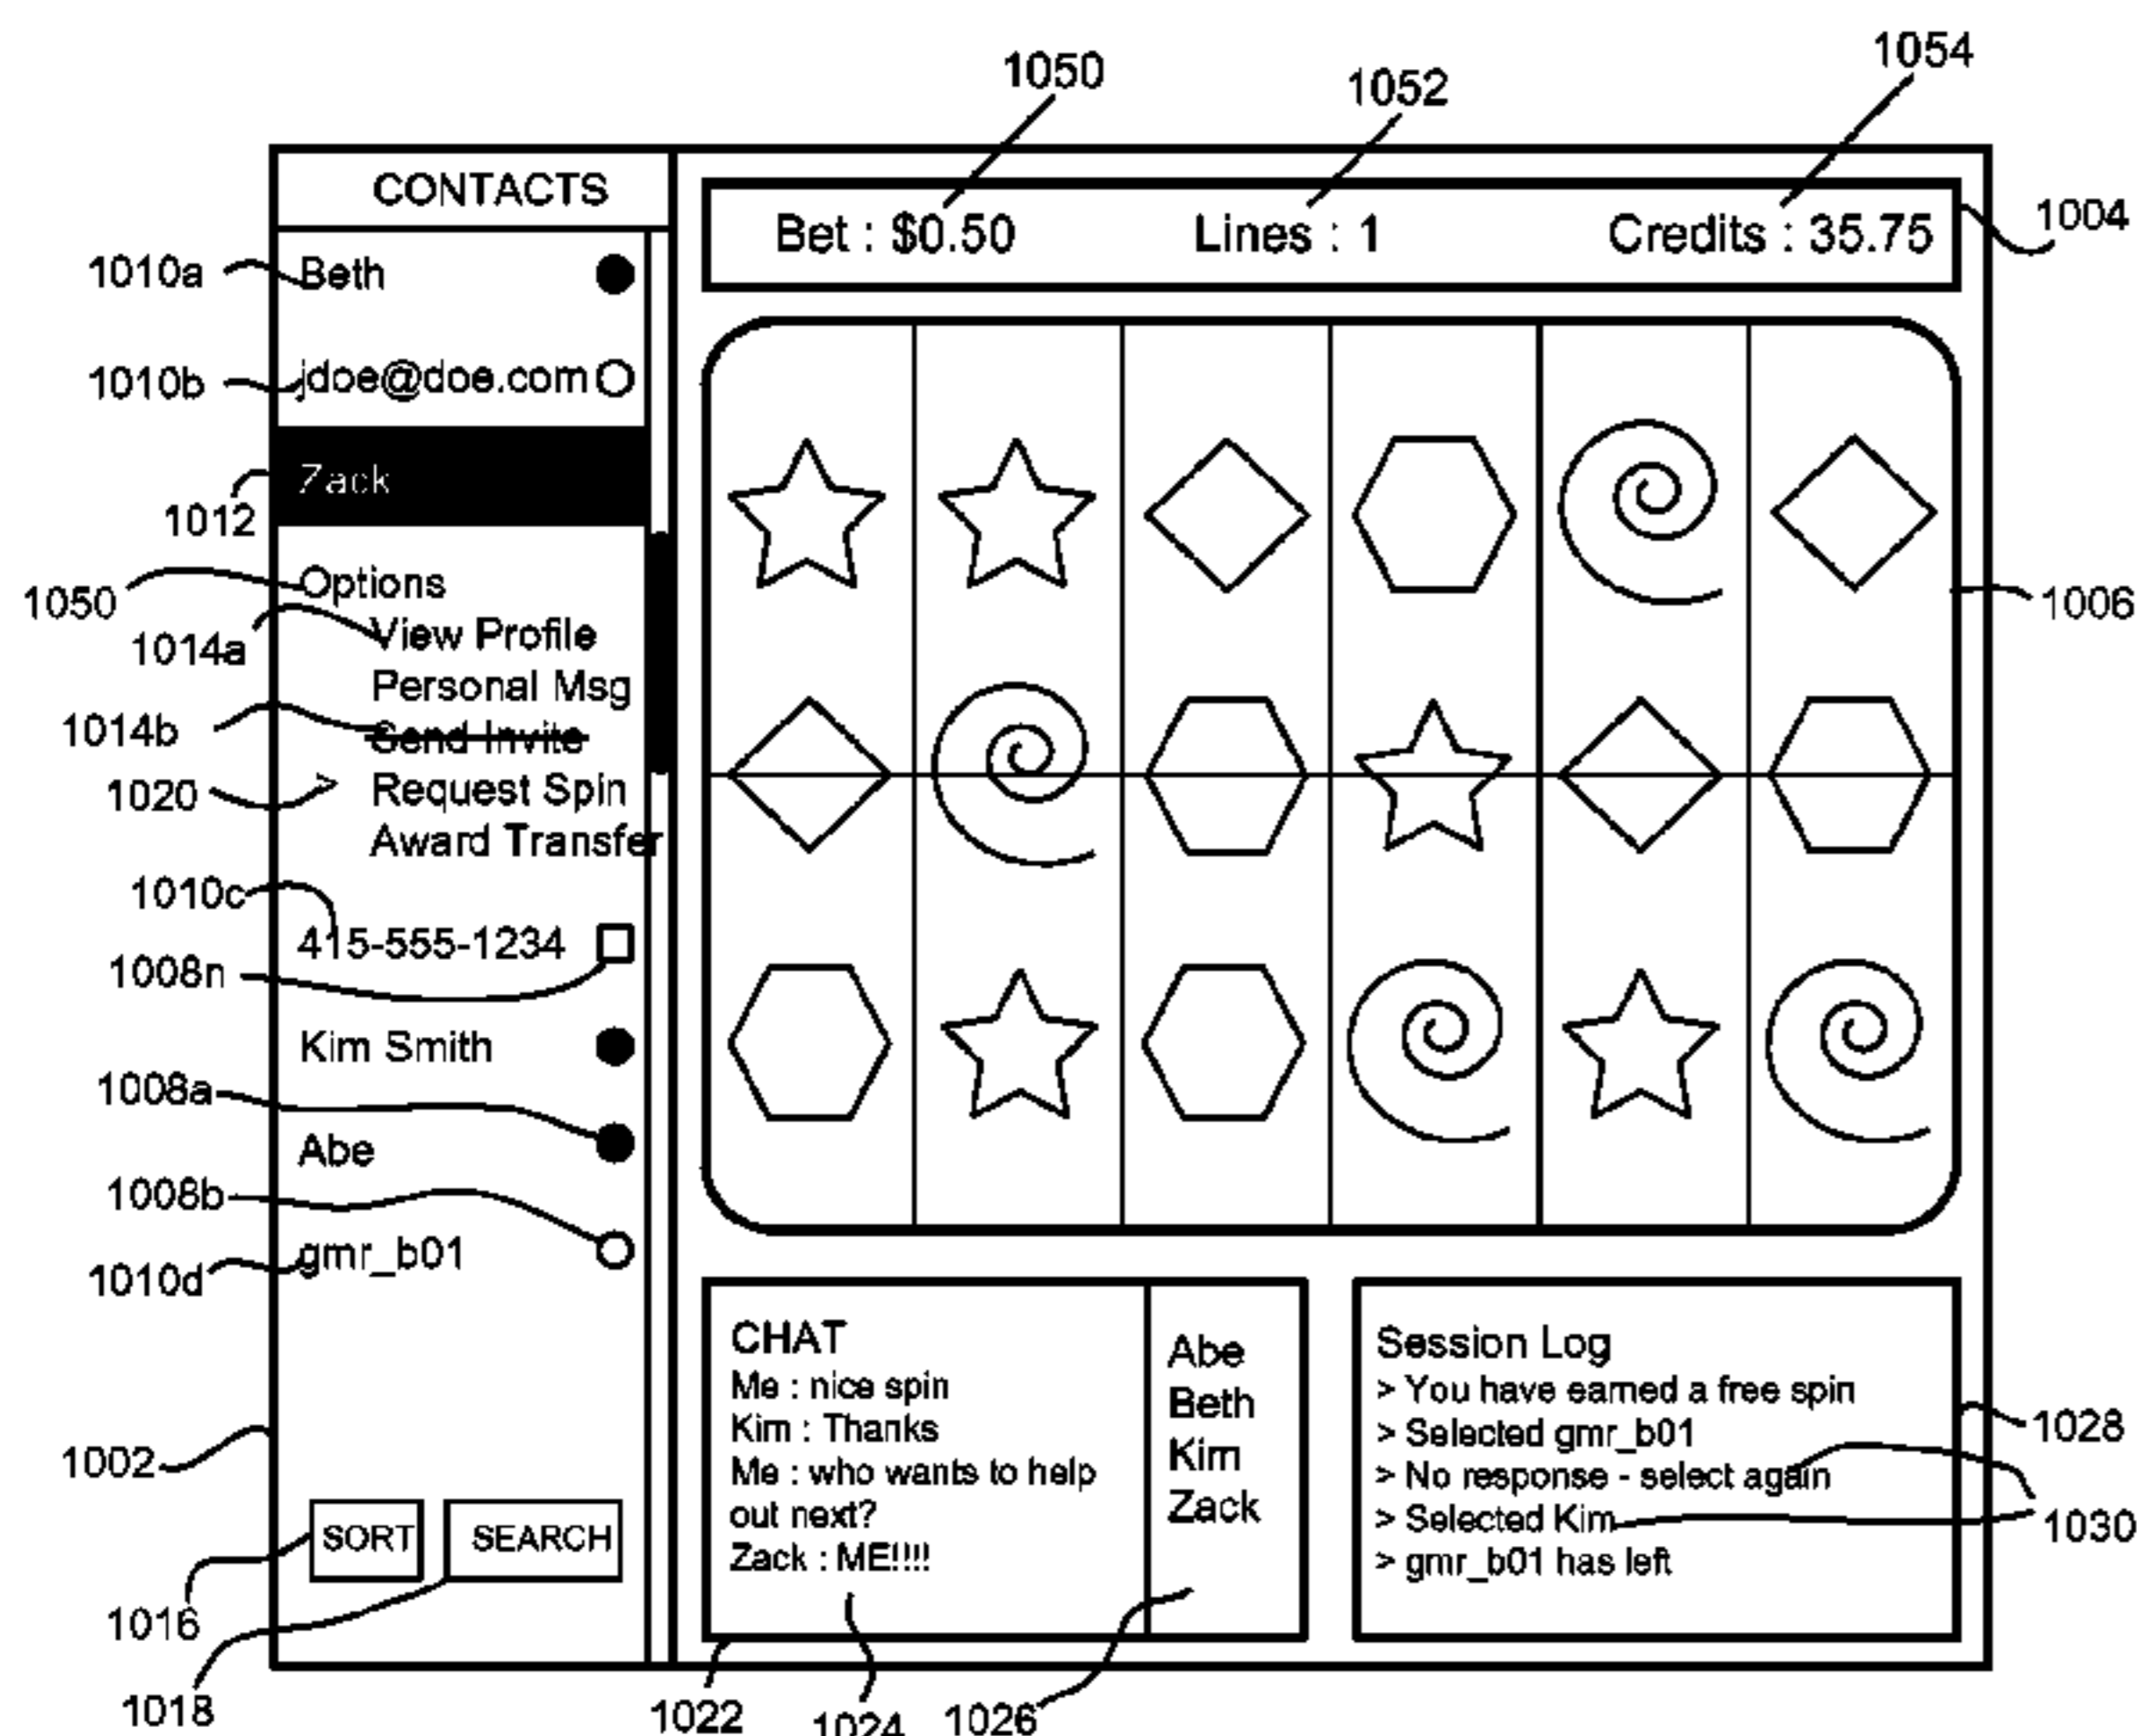 1050
1052
1054
CONTACTS
Bet : $0.50 Lines : 1 Credits : 35.75
1004
1010a
Beth
1010b
jdoe@doe.com
Zack
1012
Options
1050
View Profile
1014a
Personal Msg
1014b
Send Invite
1020
> Request Spin
Award Transfer
1006
1010c
415-555-1234
1008n
Kim Smith
1008a
Abe
1008b
gmr_b01
1010d
1002
SORT
SEARCH
1016
1018
CHAT
Me : nice spin
Kim : Thanks
Me : who wants to help
out next?
Zack : ME!!!!
Abe
Beth
Kim
Zack
Session Log
> You have earned a free spin
> Selected gmr_b01
> No response - select again
> Selected Kim
> gmr_b01 has left
1028
1030
1022
1024
1026